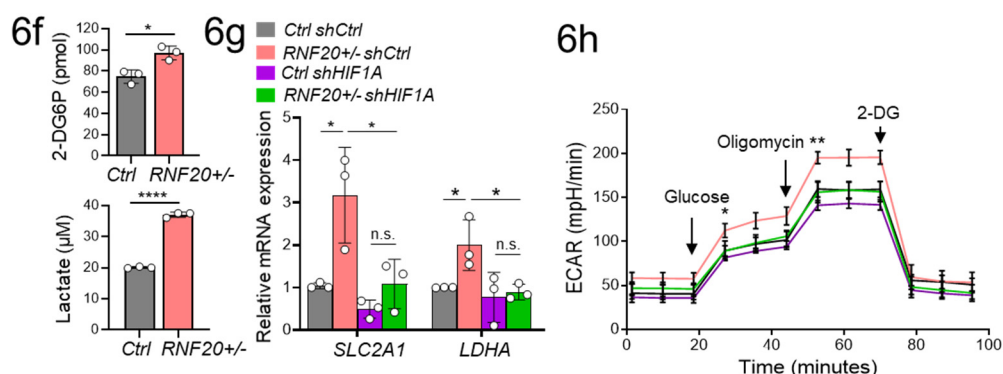 6f
120
100
80
60
40
20
0
2-DG6P (pmol)
*
Ctrl RNF20+/-
40
30
20
10
0
Lactate (µM)
****
Ctrl RNF20+/-
6g
Ctrl shCtrl
RNF20+/- shCtrl
Ctrl shHIF1A
RNF20+/- shHIF1A
Relative mRNA expression
5
4
3
2
1
0
* *
n.s.
* *
n.s.
SLC2A1 LDHA
6h
250
200
150
100
50
0
ECAR (mpH/min)
Glucose
*
Oligomycin
**
2-DG
0 20 40 60 80 100
Time (minutes)